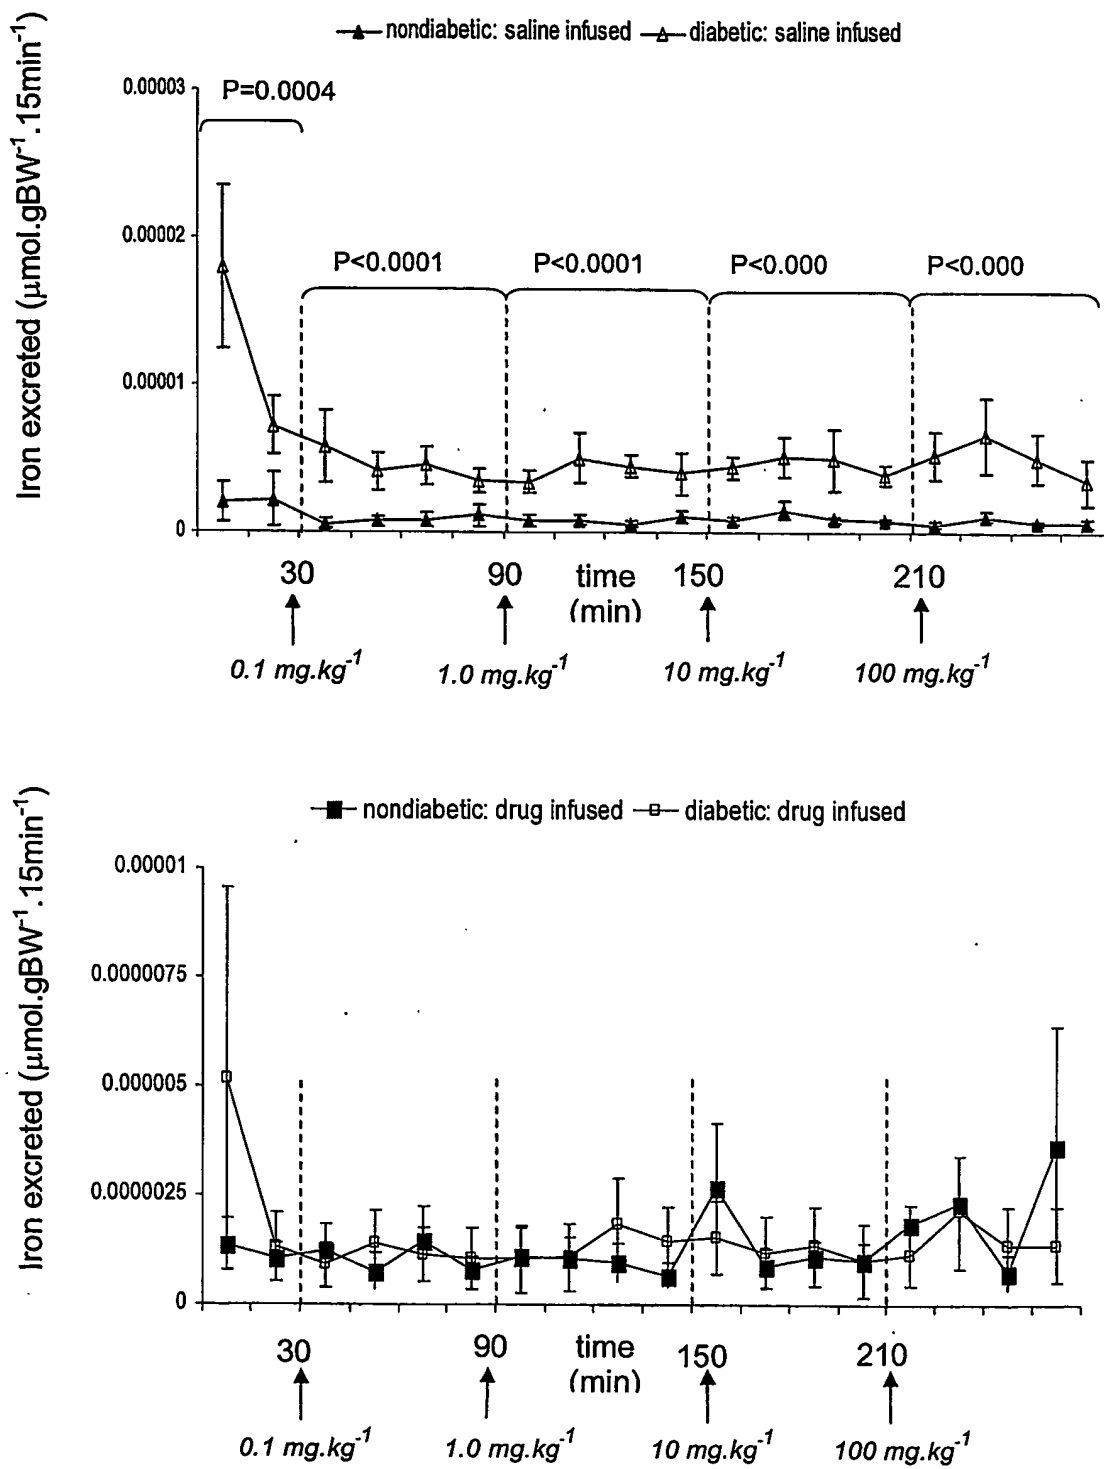 nondiabetic: saline infused diabetic: saline infused
Iron excreted (µmol.gBW⁻¹.15min⁻¹)
0.00003
P=0.0004
0.00002
P<0.0001 P<0.0001 P<0.000 P<0.000
0.00001
0
30 90 time 150 210
(min)
0.1 mg.kg⁻¹ 1.0 mg.kg⁻¹ 10 mg.kg⁻¹ 100 mg.kg⁻¹
nondiabetic: drug infused diabetic: drug infused
Iron excreted (µmol.gBW⁻¹.15min⁻¹)
0.00001
0.0000075
0.000005
0.0000025
0
30 90 time 150 210
(min)
0.1 mg.kg⁻¹ 1.0 mg.kg⁻¹ 10 mg.kg⁻¹ 100 mg.kg⁻¹